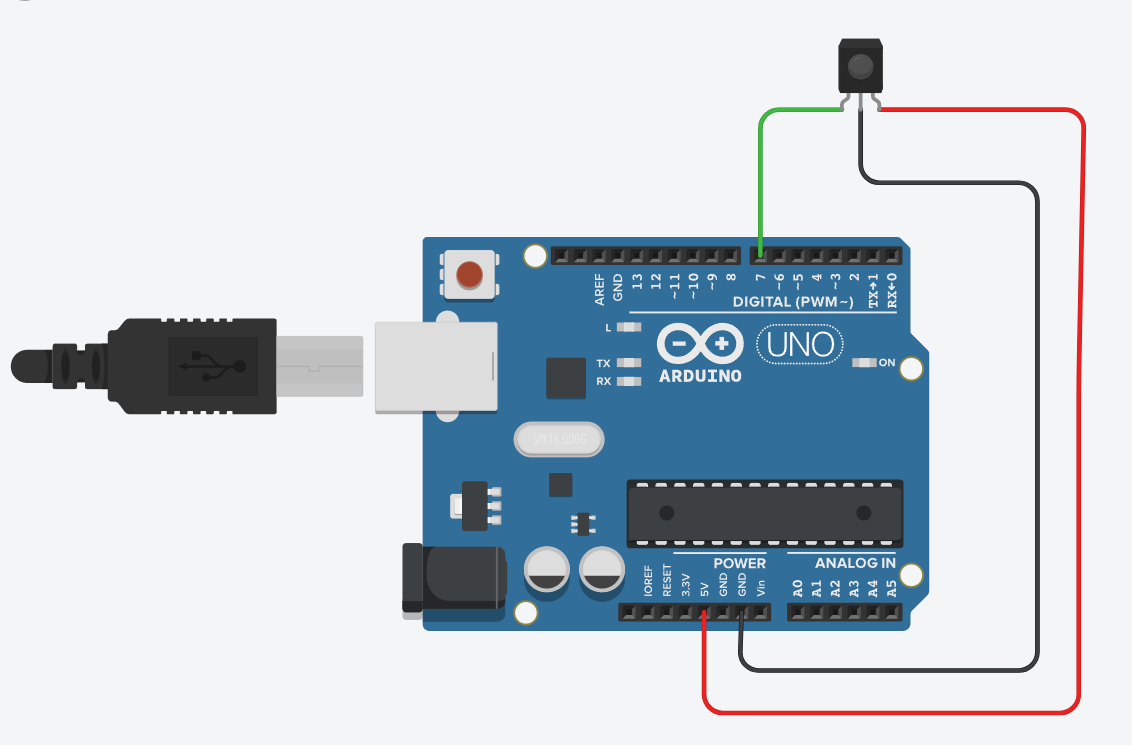 AREF
GND
13
12
~11
~10
~9
8
7
~6
~5
4
~3
2
TX→1
RX←0
DIGITAL (PWM~)
L
TX
RX
ARDUINO
UNO
ON
SPK16.000G
POWER
ANALOG IN
IOREF
RESET
3.3V
5V
GND
GND
Vin
A0
A1
A2
A3
A4
A5